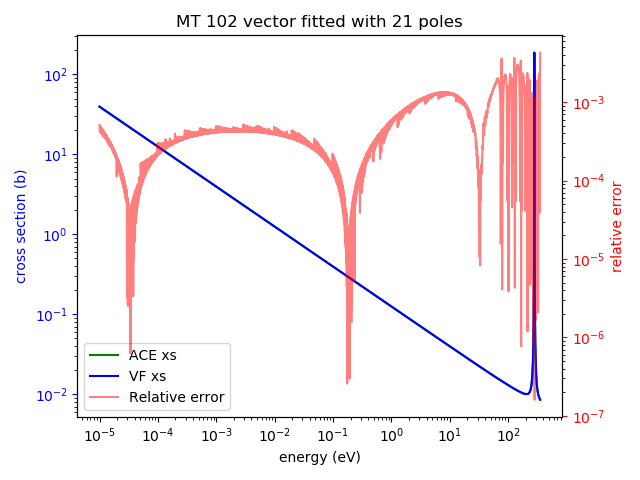 MT 102 vector fitted with 21 poles
cross section (b)
10²
10¹
10⁰
10⁻¹
10⁻²
10⁻³
10⁻⁴
10⁻⁵
10⁻⁶
10⁻⁷
relative error
ACE xs
VF xs
Relative error
10⁻⁵ 10⁻⁴ 10⁻³ 10⁻² 10⁻¹ 10⁰ 10¹ 10²
energy (eV)